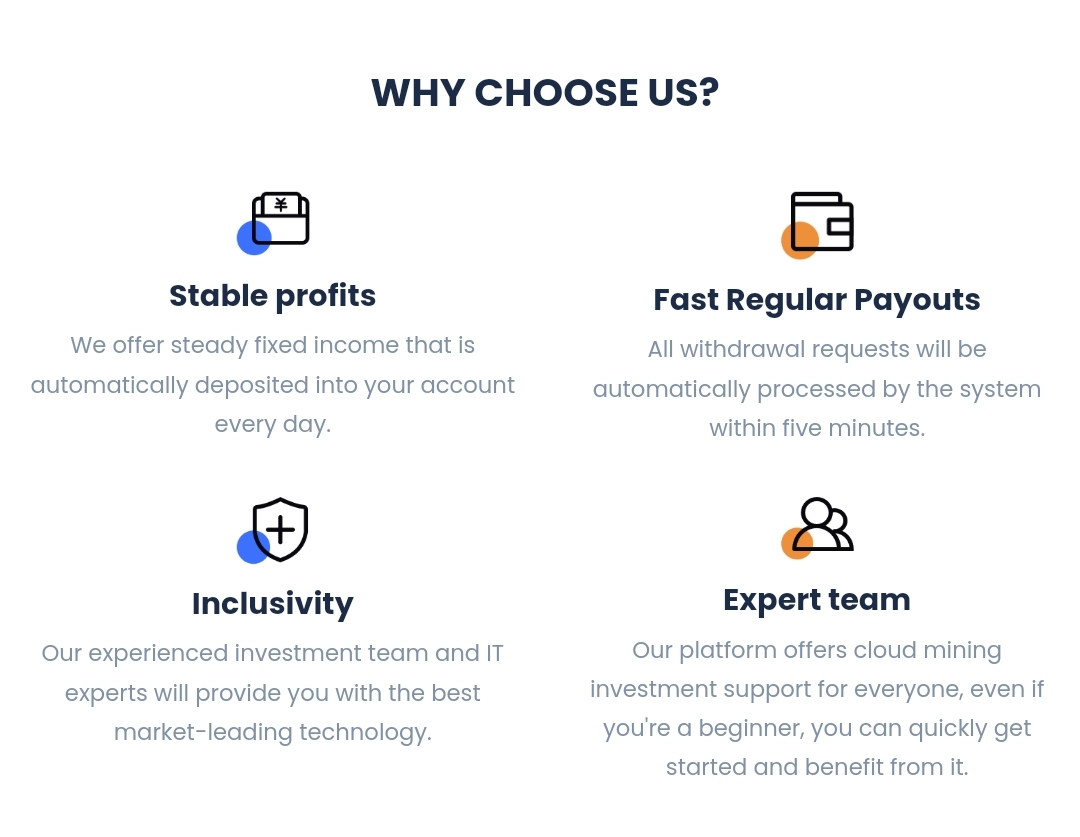 WHY CHOOSE US?
¥
Stable profits
We offer steady fixed income that is
automatically deposited into your account
every day.
Fast Regular Payouts
All withdrawal requests will be
automatically processed by the system
within five minutes.
Inclusivity
Our experienced investment team and IT
experts will provide you with the best
market-leading technology.
Expert team
Our platform offers cloud mining
investment support for everyone, even if
you're a beginner, you can quickly get
started and benefit from it.